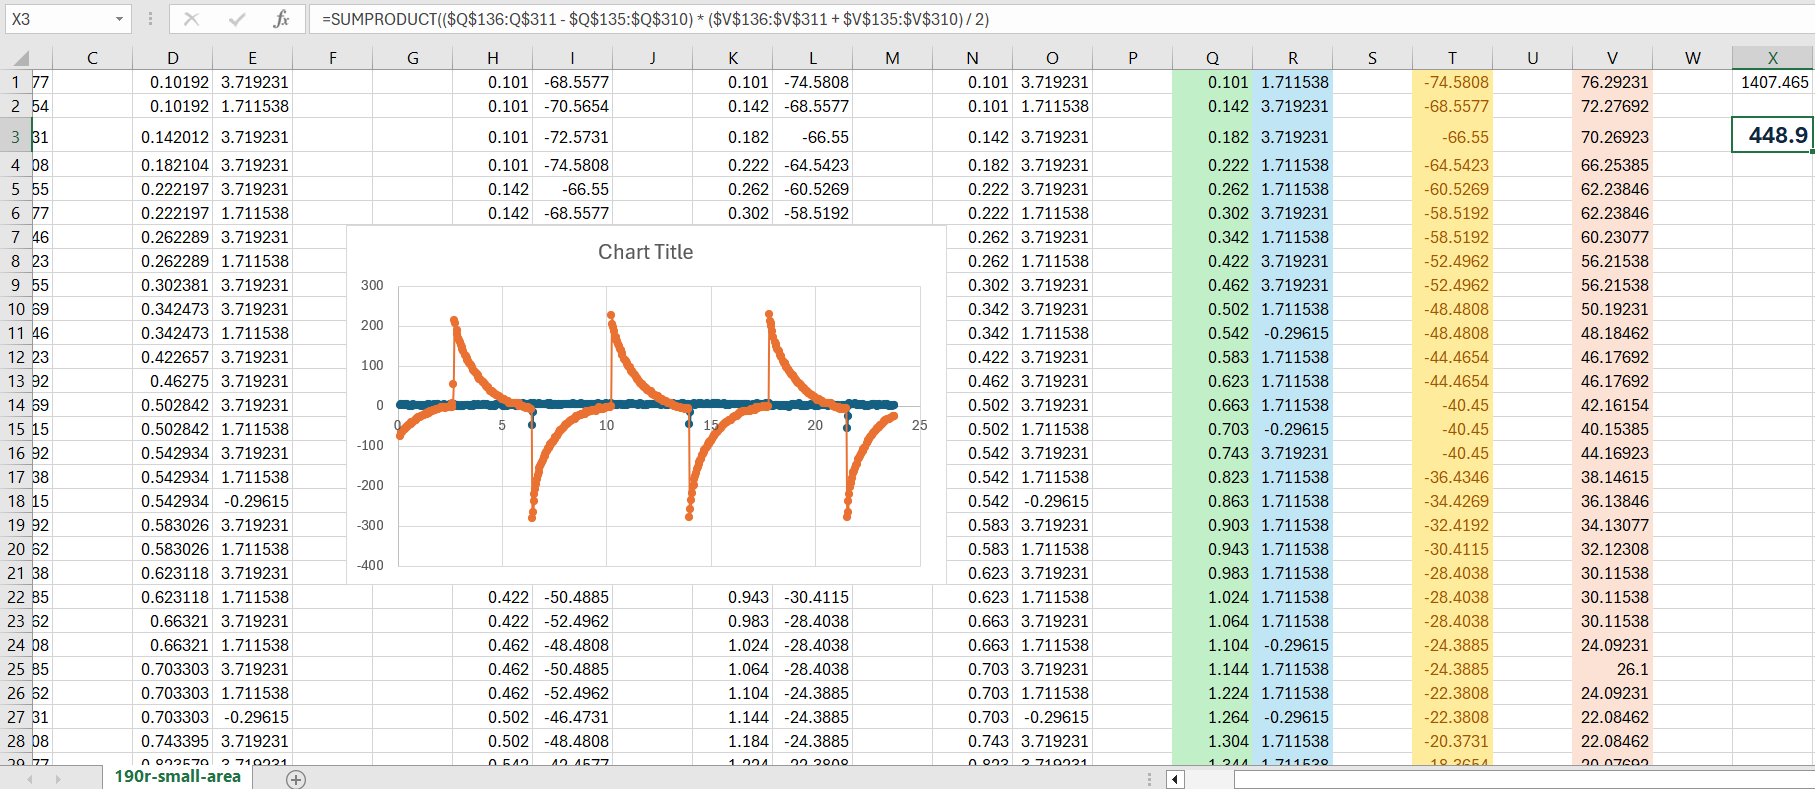 X3 fx =SUMPRODUCT(($Q$136:Q$311 - $Q$135:$Q$310) * ($V$136:$V$311 + $V$135:$V$310) / 2)
C D E F G H I J K L M N O P Q R S T U V W X
1 77 0.10192 3.719231 0.101 -68.5577 0.101 -74.5808 0.101 3.719231 0.101 1.711538 -74.5808 76.29231 1407.465
2 54 0.10192 1.711538 0.101 -70.5654 0.142 -68.5577 0.101 1.711538 0.142 3.719231 -68.5577 72.27692
3 31 0.142012 3.719231 0.101 -72.5731 0.182 -66.55 0.142 3.719231 0.182 3.719231 -66.55 70.26923 448.9
4 08 0.182104 3.719231 0.101 -74.5808 0.222 -64.5423 0.182 3.719231 0.222 1.711538 -64.5423 66.25385
5 55 0.222197 3.719231 0.142 -66.55 0.262 -60.5269 0.222 3.719231 0.262 1.711538 -60.5269 62.23846
6 77 0.222197 1.711538 0.142 -68.5577 0.302 -58.5192 0.222 1.711538 0.302 3.719231 -58.5192 62.23846
7 46 0.262289 3.719231 0.262 3.719231 0.342 1.711538 -58.5192 60.23077
8 23 0.262289 1.711538 0.262 1.711538 0.422 3.719231 -52.4962 56.21538
9 55 0.302381 3.719231 0.302 3.719231 0.462 3.719231 -52.4962 56.21538
10 69 0.342473 3.719231 0.342 3.719231 0.502 1.711538 -48.4808 50.19231
11 46 0.342473 1.711538 0.342 1.711538 0.542 -0.29615 -48.4808 48.18462
12 23 0.422657 3.719231 0.422 3.719231 0.583 1.711538 -44.4654 46.17692
13 92 0.46275 3.719231 0.462 3.719231 0.623 1.711538 -44.4654 46.17692
14 69 0.502842 3.719231 0.502 3.719231 0.663 1.711538 -40.45 42.16154
15 15 0.502842 1.711538 0.502 1.711538 0.703 -0.29615 -40.45 40.15385
16 92 0.542934 3.719231 0.542 3.719231 0.743 3.719231 -40.45 44.16923
17 38 0.542934 1.711538 0.542 1.711538 0.823 1.711538 -36.4346 38.14615
18 15 0.542934 -0.29615 0.542 -0.29615 0.863 1.711538 -34.4269 36.13846
19 92 0.583026 3.719231 0.583 3.719231 0.903 1.711538 -32.4192 34.13077
20 62 0.583026 1.711538 0.583 1.711538 0.943 1.711538 -30.4115 32.12308
21 38 0.623118 3.719231 0.623 3.719231 0.983 1.711538 -28.4038 30.11538
22 85 0.623118 1.711538 0.422 -50.4885 0.943 -30.4115 0.623 1.711538 1.024 1.711538 -28.4038 30.11538
23 62 0.66321 3.719231 0.422 -52.4962 0.983 -28.4038 0.663 3.719231 1.064 1.711538 -28.4038 30.11538
24 08 0.66321 1.711538 0.462 -48.4808 1.024 -28.4038 0.663 1.711538 1.104 -0.29615 -24.3885 24.09231
25 85 0.703303 3.719231 0.462 -50.4885 1.064 -28.4038 0.703 3.719231 1.144 1.711538 -24.3885 26.1
26 62 0.703303 1.711538 0.462 -52.4962 1.104 -24.3885 0.703 1.711538 1.224 1.711538 -22.3808 24.09231
27 31 0.703303 -0.29615 0.502 -46.4731 1.144 -24.3885 0.703 -0.29615 1.264 -0.29615 -22.3808 22.08462
28 08 0.743395 3.719231 0.502 -48.4808 1.184 -24.3885 0.743 3.719231 1.304 1.711538 -20.3731 22.08462
Chart Title
300
200
100
0
-100
-200
-300
-400
0 5 10 15 20 25
190r-small-area